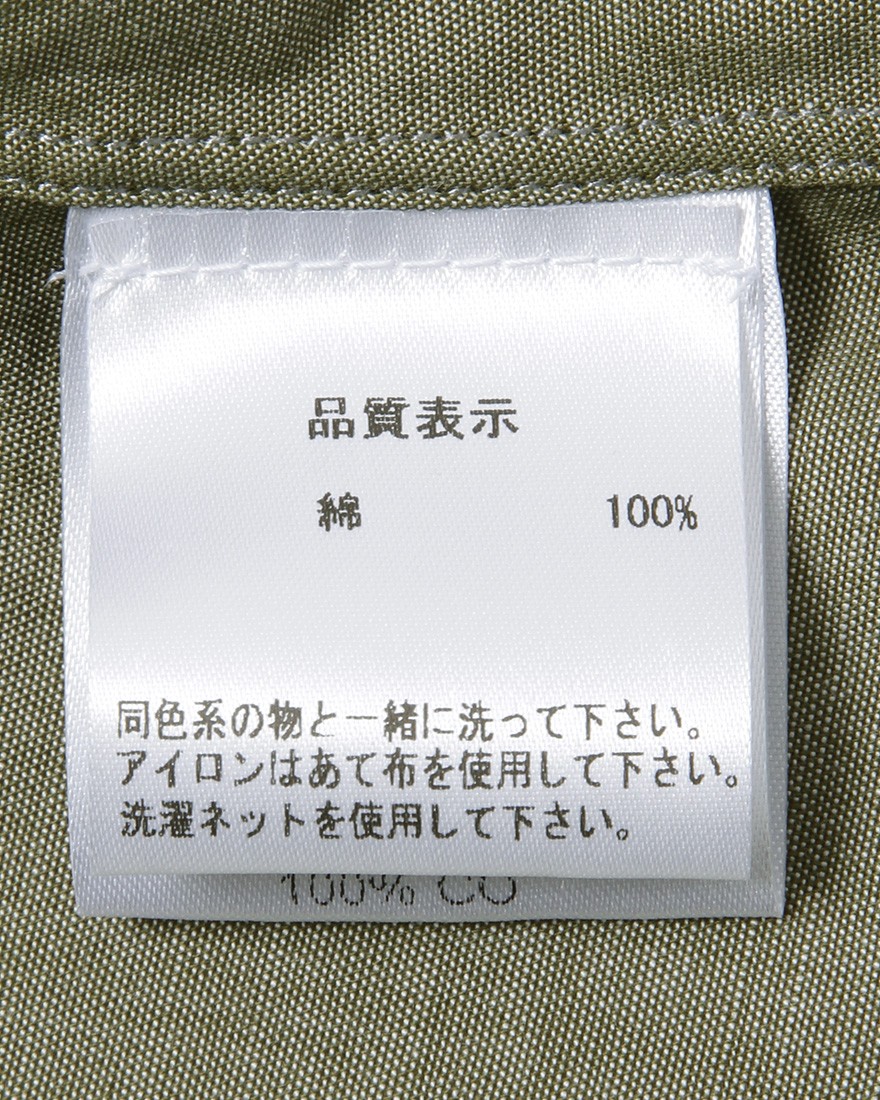 品質表示
綿 100%
同色系の物と一緒に洗って下さい。
アイロンはあて布を使用して下さい。
洗濯ネットを使用して下さい。
100% CO